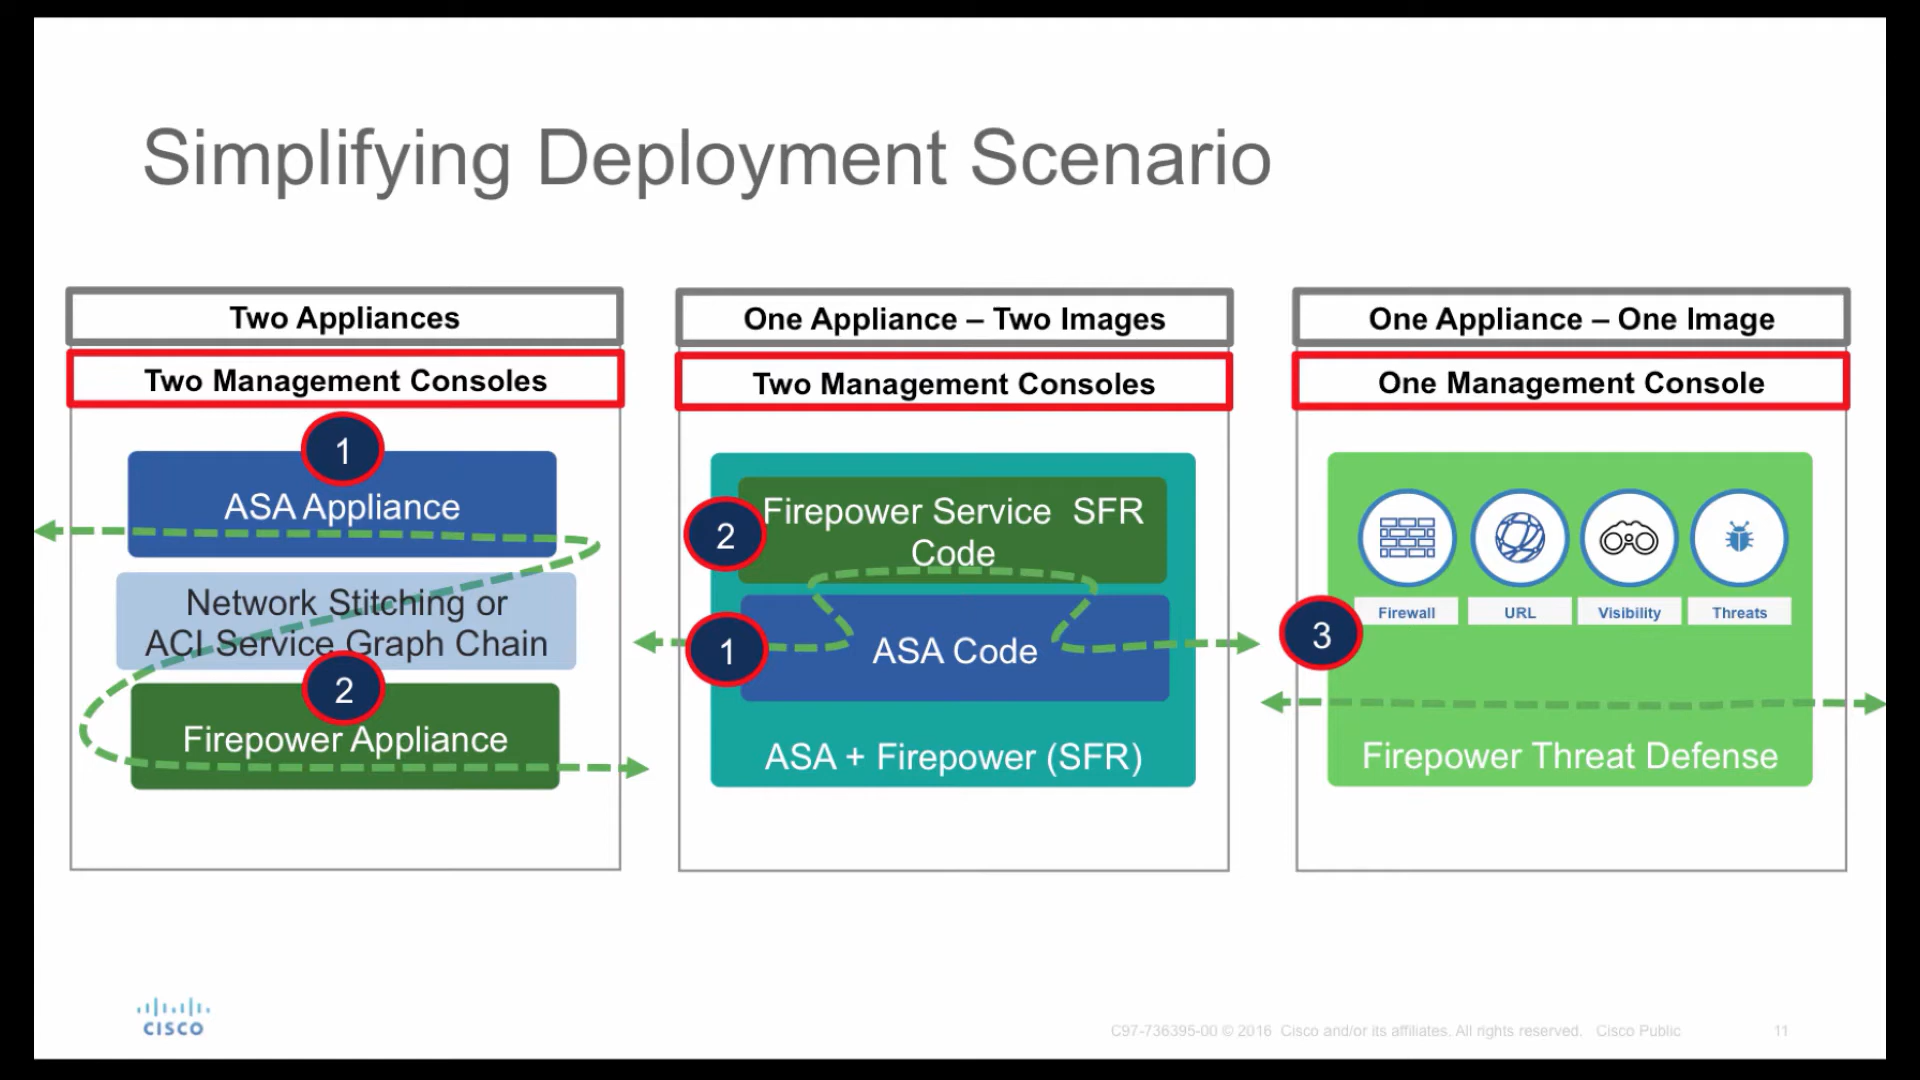 Simplifying Deployment Scenario
Two Appliances
Two Management Consoles
1
ASA Appliance
Network Stitching or
ACI Service Graph Chain
2
Firepower Appliance
One Appliance – Two Images
Two Management Consoles
2
Firepower Service SFR
Code
1
ASA Code
ASA + Firepower (SFR)
One Appliance – One Image
One Management Console
Firewall
URL
Visibility
Threats
3
Firepower Threat Defense
CISCO
C97-736395-00 © 2016 Cisco and/or its affiliates. All rights reserved. Cisco Public
11